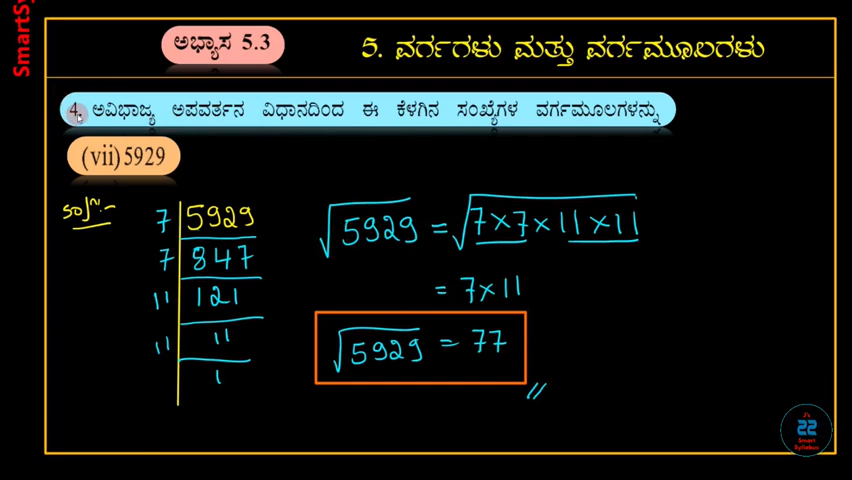 SmartSy
ಅಭ್ಯಾಸ 5.3
5. ವರ್ಗಗಳು ಮತ್ತು ವರ್ಗಮೂಲಗಳು
4. ಅವಿಭಾಜ್ಯ ಅಪವರ್ತನ ವಿಧಾನದಿಂದ ಈ ಕೆಳಗಿನ ಸಂಖ್ಯೆಗಳ ವರ್ಗಮೂಲಗಳನ್ನು
(vii) 5929
7 | 5929
7 | 847
11 | 121
11 | 11
1
√5929 = √7×7×11×11
= 7×11
√5929 = 77
J's
22
Smart
Syllabus